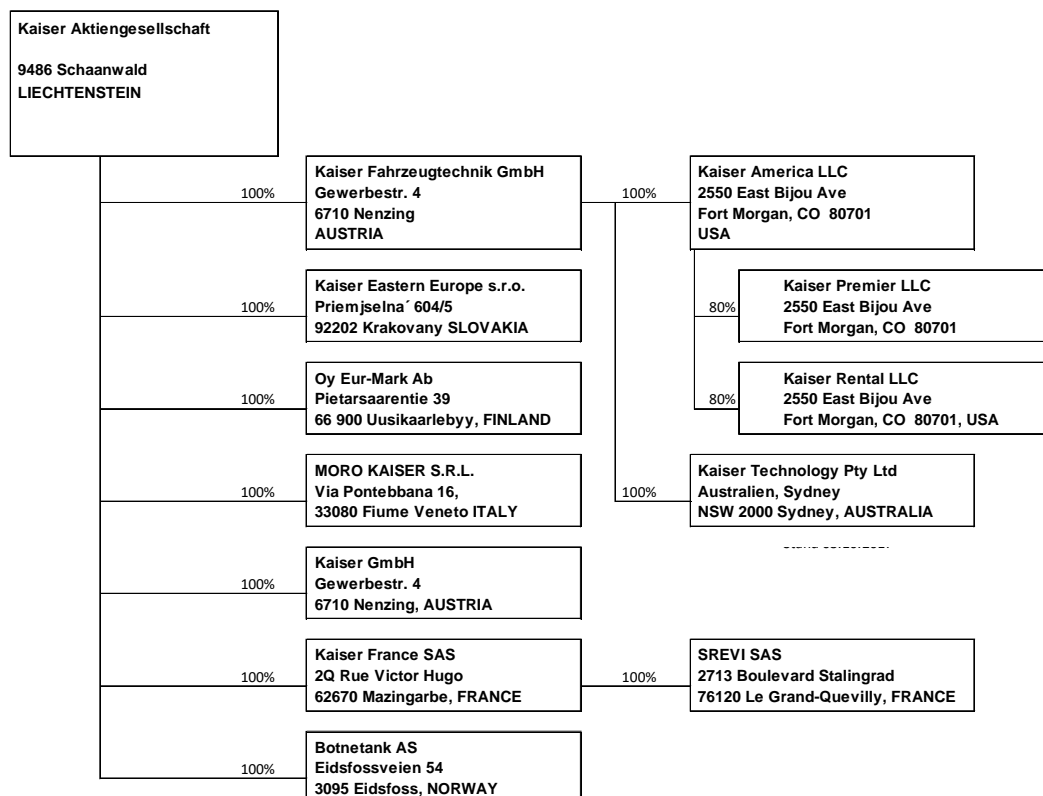 Kaiser Aktiengesellschaft
9486 Schaanwald
LIECHTENSTEIN
100%
Kaiser Fahrzeugtechnik GmbH
Gewerbestr. 4
6710 Nenzing
AUSTRIA
100%
Kaiser America LLC
2550 East Bijou Ave
Fort Morgan, CO 80701
USA
100%
Kaiser Eastern Europe s.r.o.
Priemjselna´ 604/5
92202 Krakovany SLOVAKIA
80%
Kaiser Premier LLC
2550 East Bijou Ave
Fort Morgan, CO 80701
100%
Oy Eur-Mark Ab
Pietarsaarentie 39
66 900 Uusikaarlebyy, FINLAND
80%
Kaiser Rental LLC
2550 East Bijou Ave
Fort Morgan, CO 80701, USA
100%
MORO KAISER S.R.L.
Via Pontebbana 16,
33080 Fiume Veneto ITALY
100%
Kaiser Technology Pty Ltd
Australien, Sydney
NSW 2000 Sydney, AUSTRALIA
100%
Kaiser GmbH
Gewerbestr. 4
6710 Nenzing, AUSTRIA
100%
Kaiser France SAS
2Q Rue Victor Hugo
62670 Mazingarbe, FRANCE
100%
SREVI SAS
2713 Boulevard Stalingrad
76120 Le Grand-Quevilly, FRANCE
100%
Botnetank AS
Eidsfossveien 54
3095 Eidsfoss, NORWAY